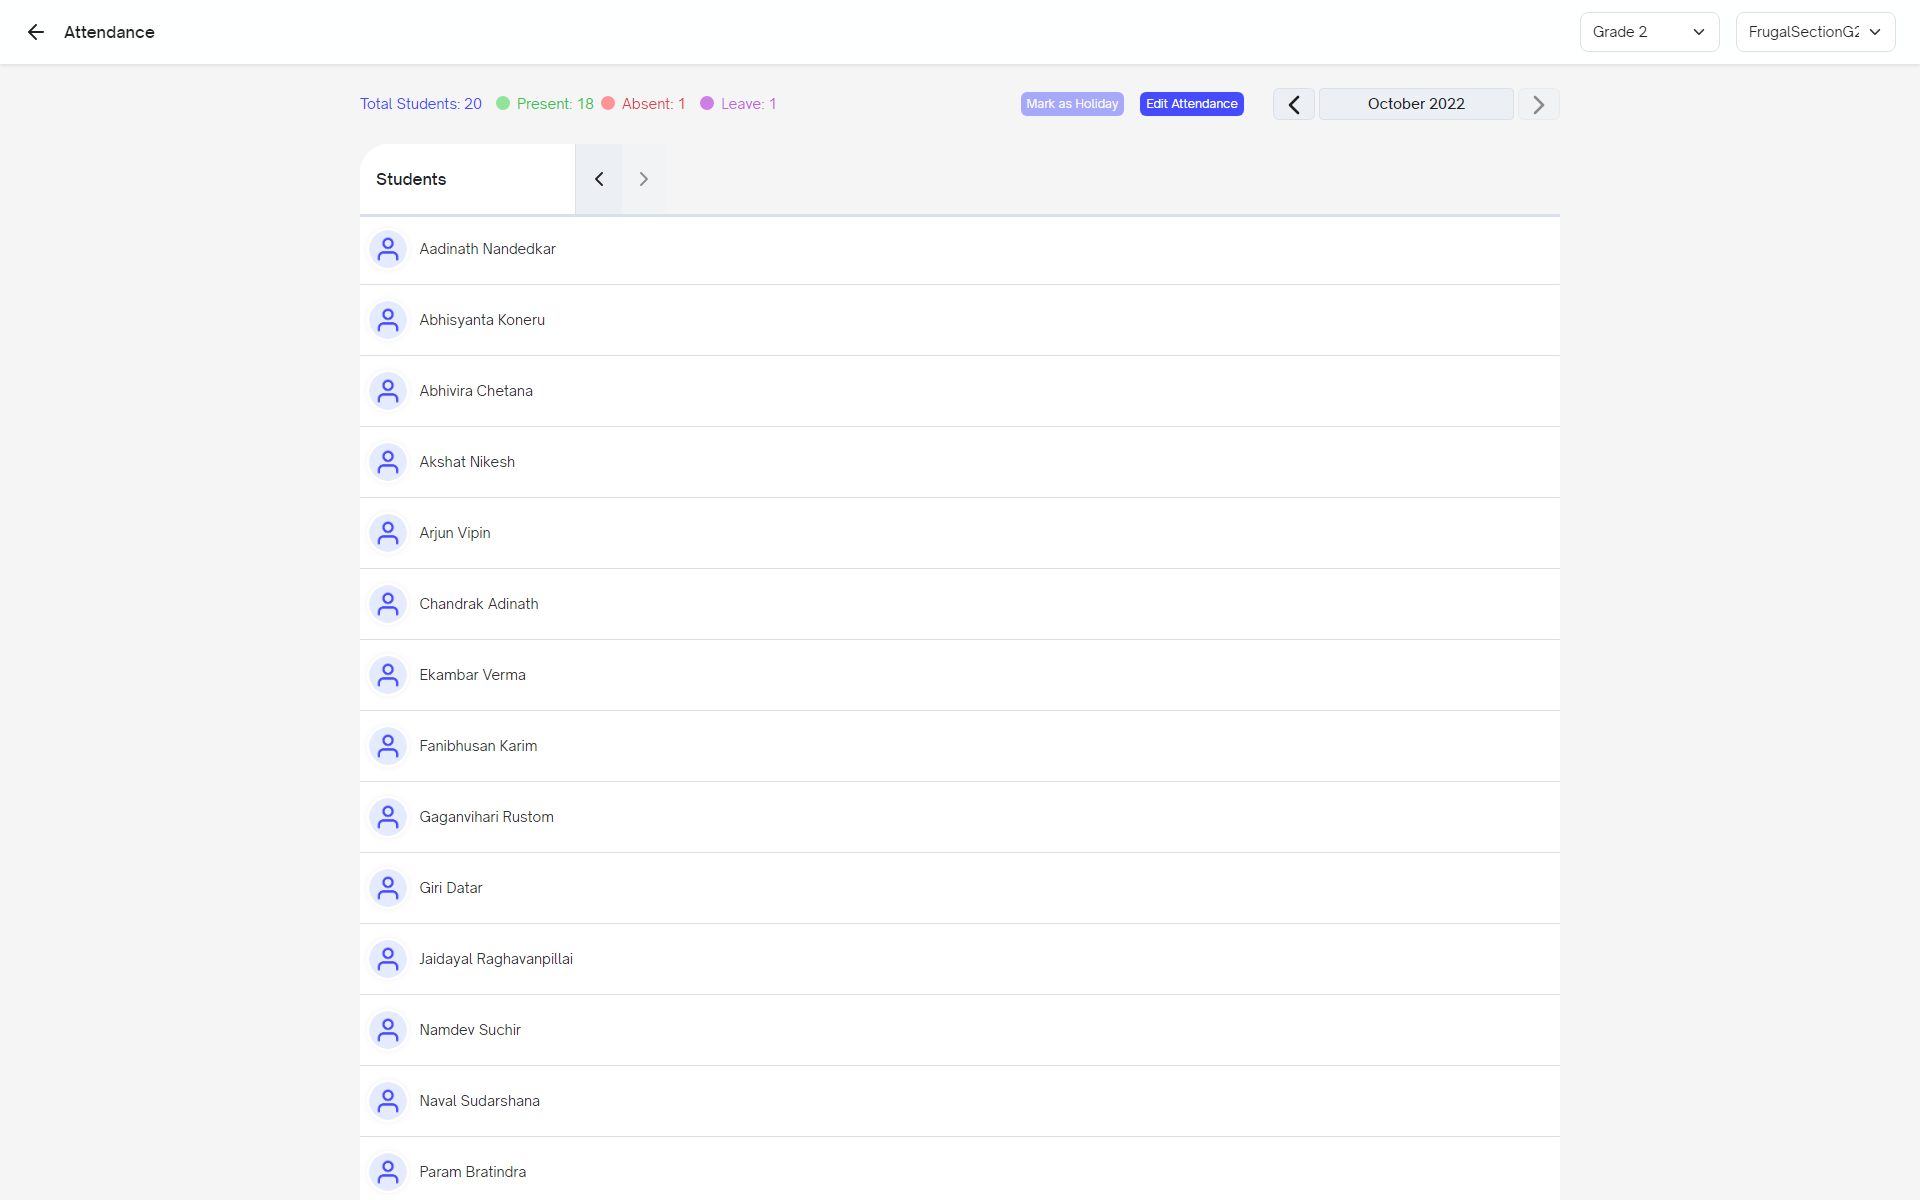 Attendance
Grade 2
FrugalSectionG2
Total Students: 20
Present: 18
Absent: 1
Leave: 1
Mark as Holiday
Edit Attendance
October 2022
Students
Aadinath Nandedkar
Abhisyanta Koneru
Abhivira Chetana
Akshat Nikesh
Arjun Vipin
Chandrak Adinath
Ekambar Verma
Fanibhusan Karim
Gaganvihari Rustom
Giri Datar
Jaidayal Raghavanpillai
Namdev Suchir
Naval Sudarshana
Param Bratindra